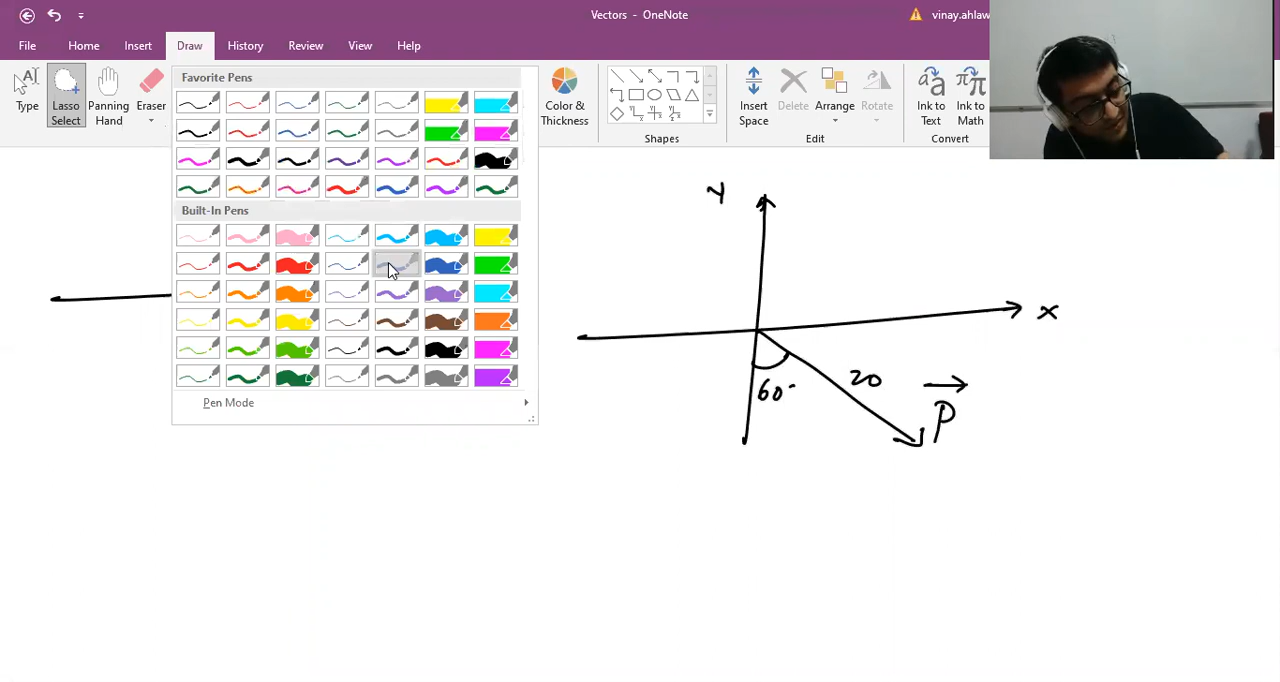 Vectors - OneNote
vinay.ahlaw
File Home Insert Draw History Review View Help
Type
Lasso Select
Panning Hand
Eraser
Favorite Pens
Built-In Pens
Pen Mode
Color & Thickness
Shapes
Insert Space
Delete
Arrange
Rotate
Edit
Ink to Text
Ink to Math
Convert
Y
X
60°
20
P